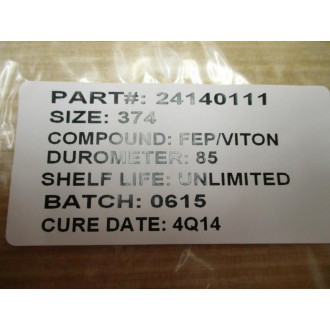 PART#: 24140111
SIZE: 374
COMPOUND: FEP/VITON
DUROMETER: 85
SHELF LIFE: UNLIMITED
BATCH: 0615
CURE DATE: 4Q14